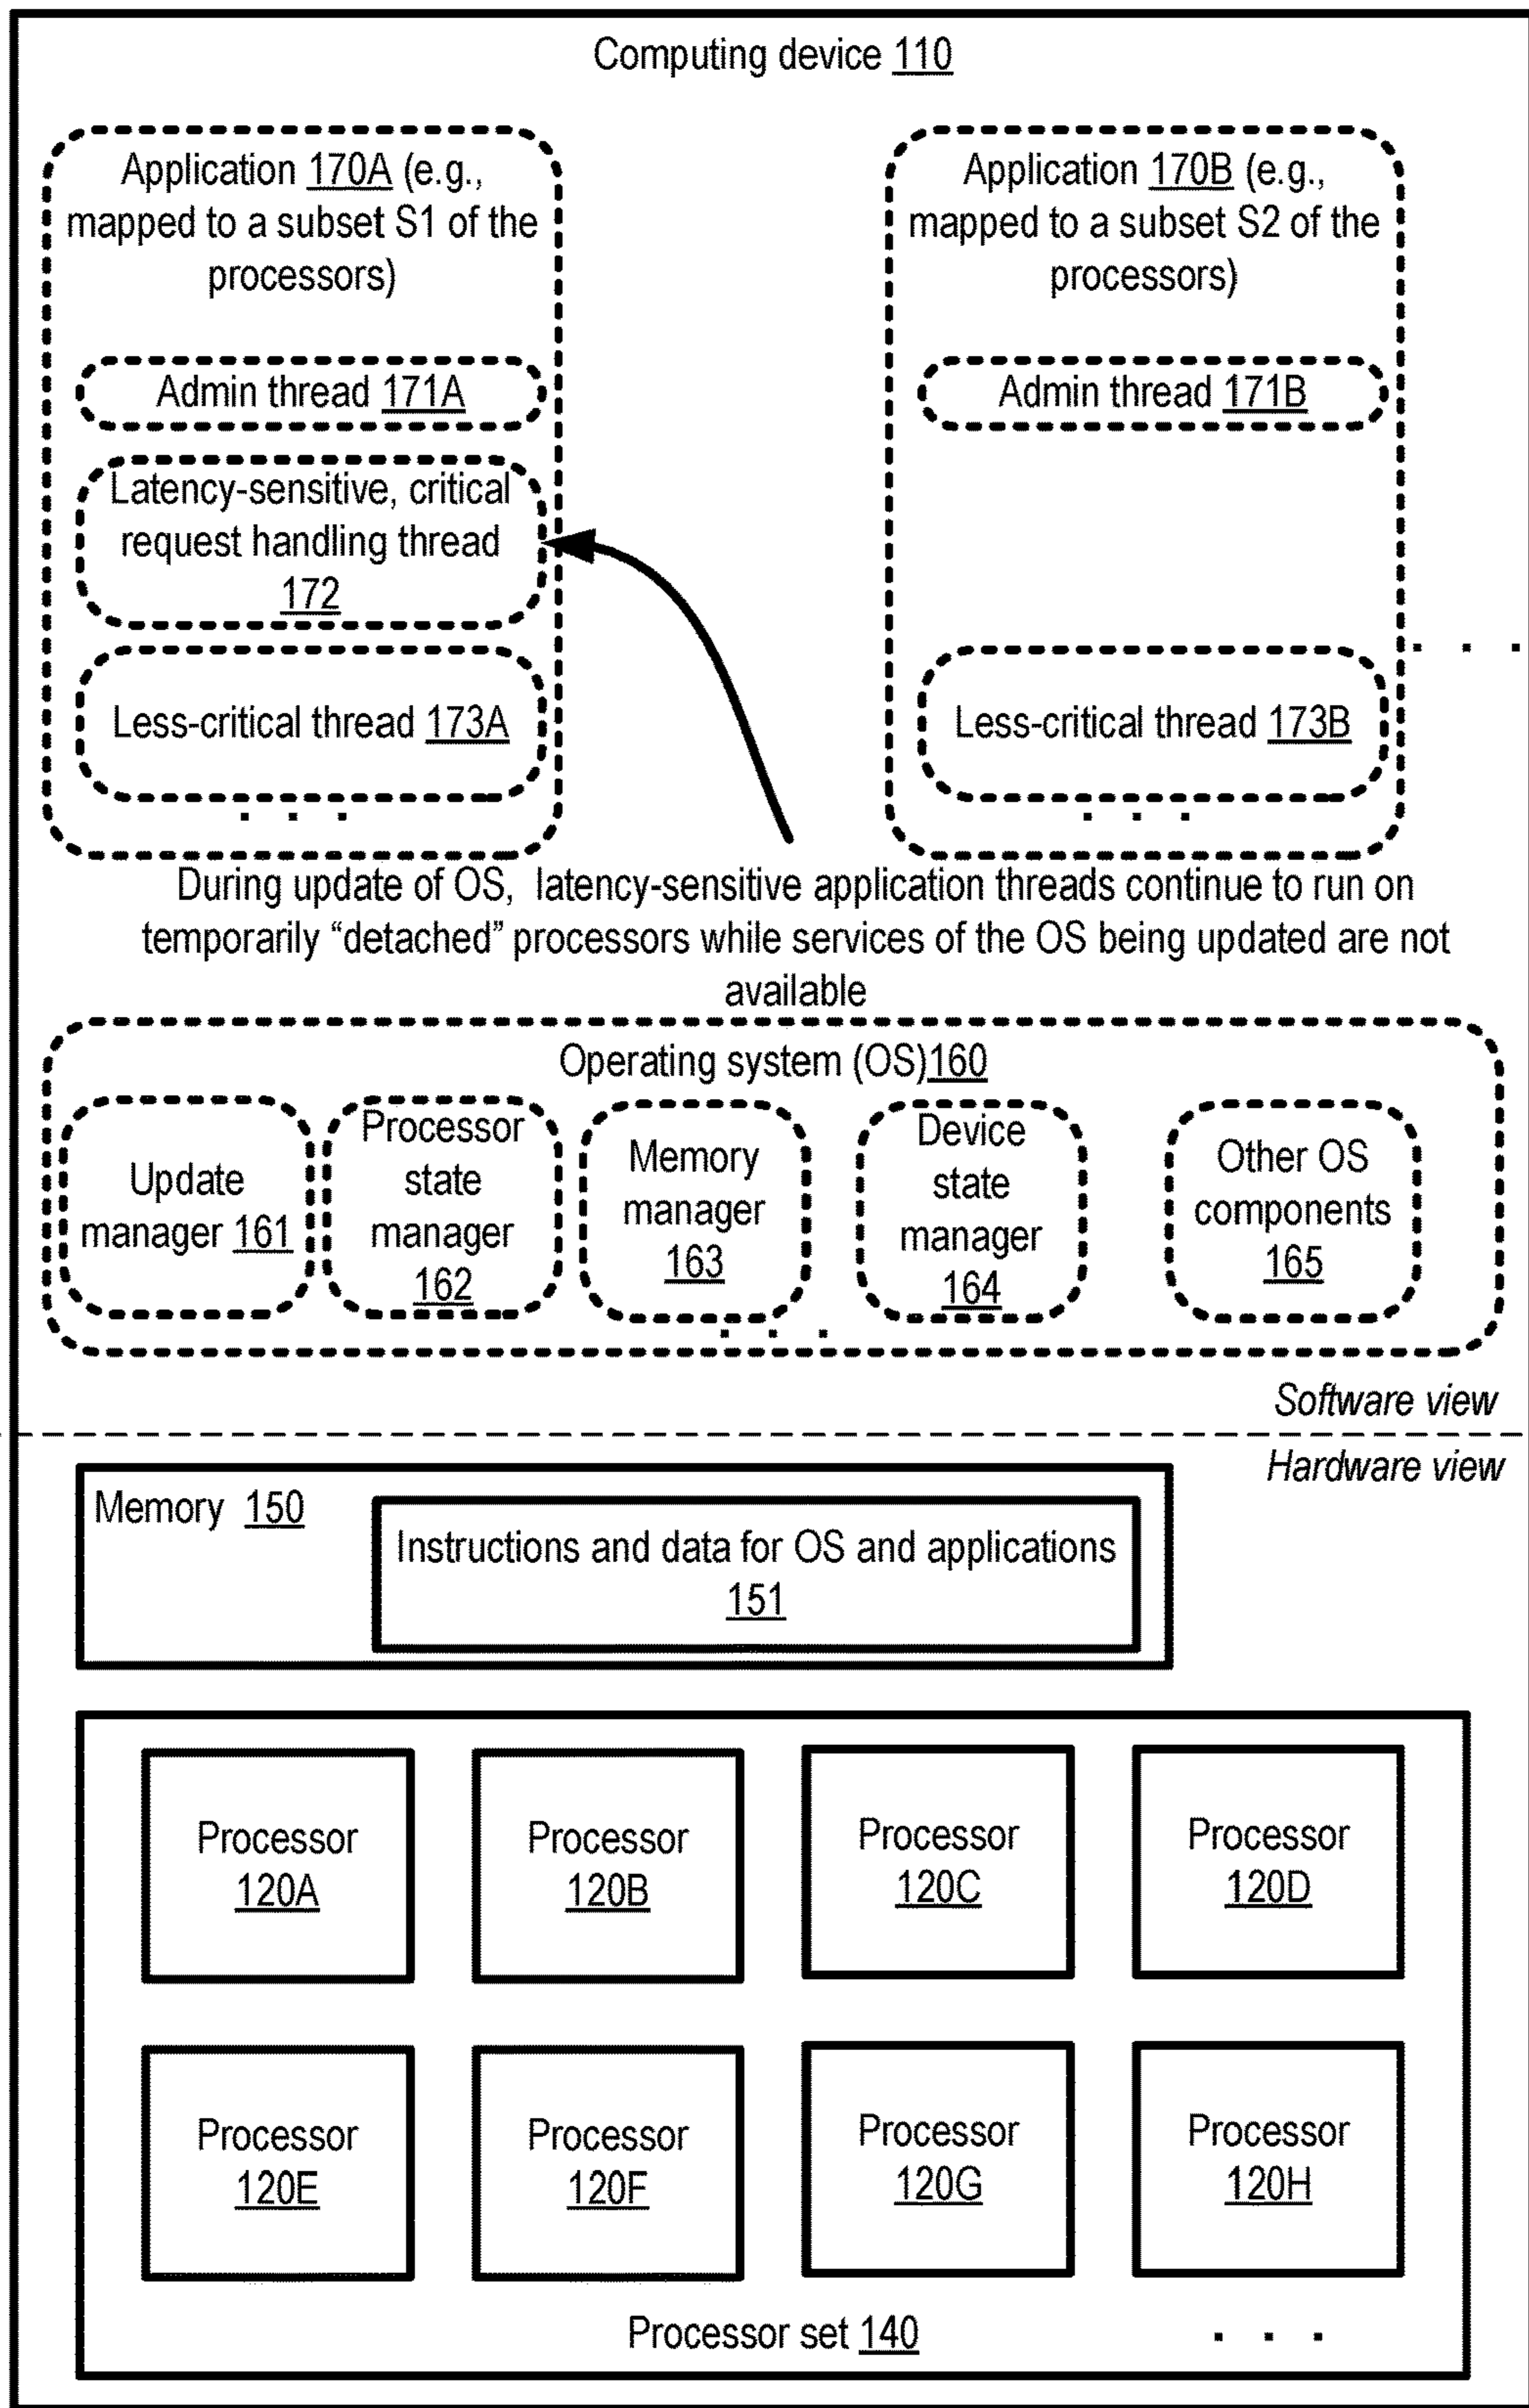 Computing device 110
Application 170A (e.g.,
mapped to a subset S1 of the
processors)
Admin thread 171A
Latency-sensitive, critical
request handling thread
172
Less-critical thread 173A
. . .
Application 170B (e.g.,
mapped to a subset S2 of the
processors)
Admin thread 171B
Less-critical thread 173B
. . .
. . .
During update of OS, latency-sensitive application threads continue to run on
temporarily “detached” processors while services of the OS being updated are not
available
Operating system (OS)160
Update
manager 161
Processor
state
manager
162
Memory
manager
163
Device
state
manager
164
Other OS
components
165
. . .
Software view
Hardware view
Memory 150
Instructions and data for OS and applications
151
Processor
120A
Processor
120B
Processor
120C
Processor
120D
Processor
120E
Processor
120F
Processor
120G
Processor
120H
Processor set 140
. . .